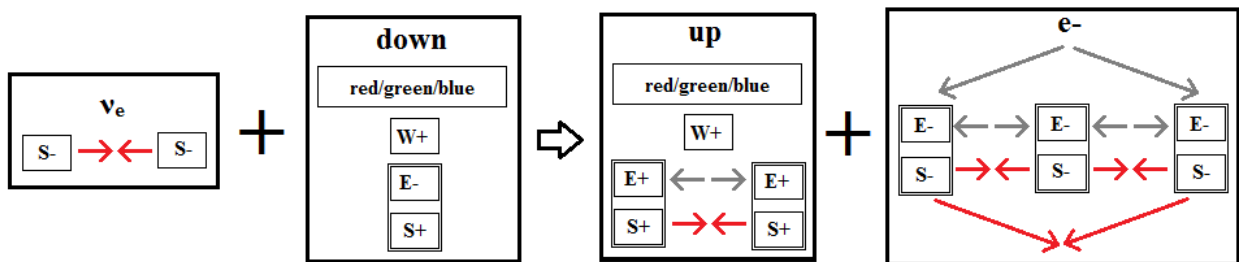 νe
S-
S-
+
down
red/green/blue
W+
E-
S+
up
red/green/blue
W+
E+
E+
S+
S+
+
e-
E-
E-
E-
S-
S-
S-